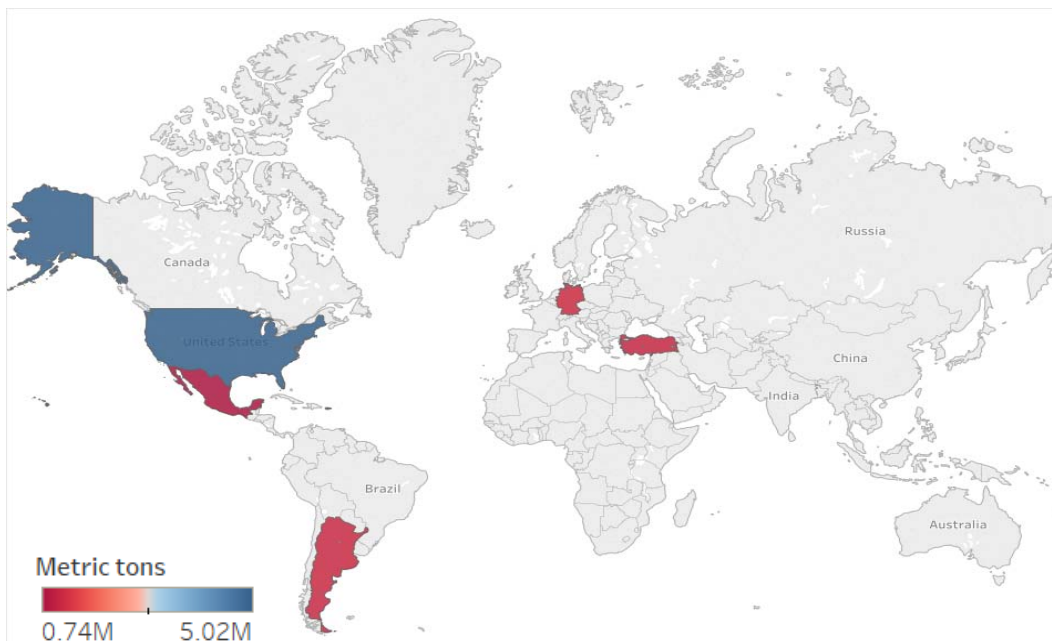 Canada
Russia
United States
China
India
Brazil
Australia
Metric tons
0.74M 5.02M